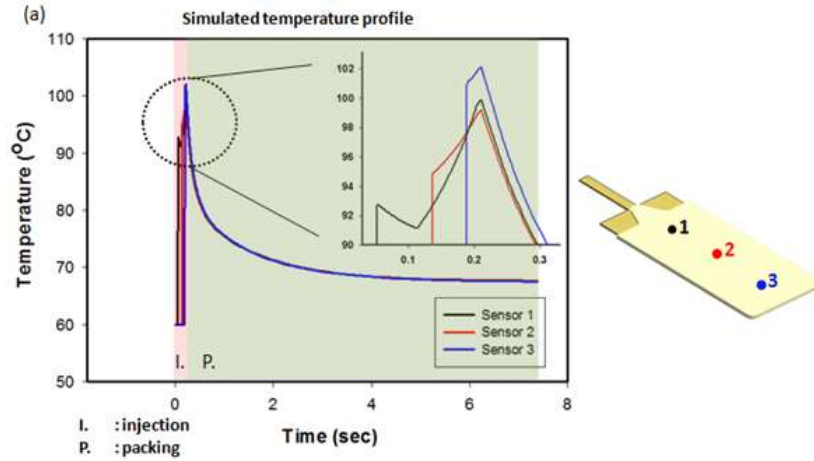 (a)
Simulated temperature profile
110
100
90
80
70
60
50
Temperature (°C)
102
100
98
96
94
92
90
0.1 0.2 0.3
1
2
3
Sensor 1
Sensor 2
Sensor 3
I. P.
0 2 4 6 8
Time (sec)
I. : injection
P. : packing